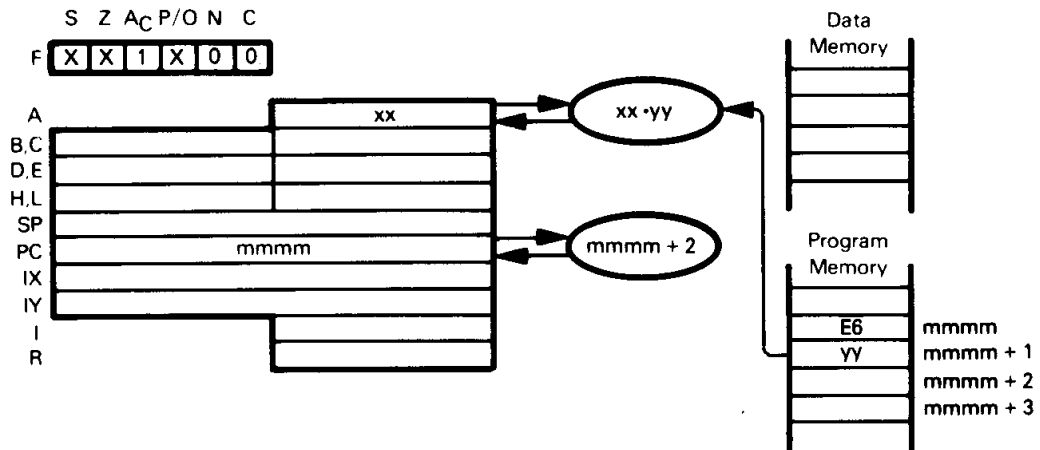 S Z AC P/O N C
F X X 1 X 0 0
Data
Memory
A xx
xx · yy
B,C
D,E
H,L
SP
PC mmmm
mmmm + 2
IX
IY
I
R
Program
Memory
E6 mmmm
yy mmmm + 1
mmmm + 2
mmmm + 3